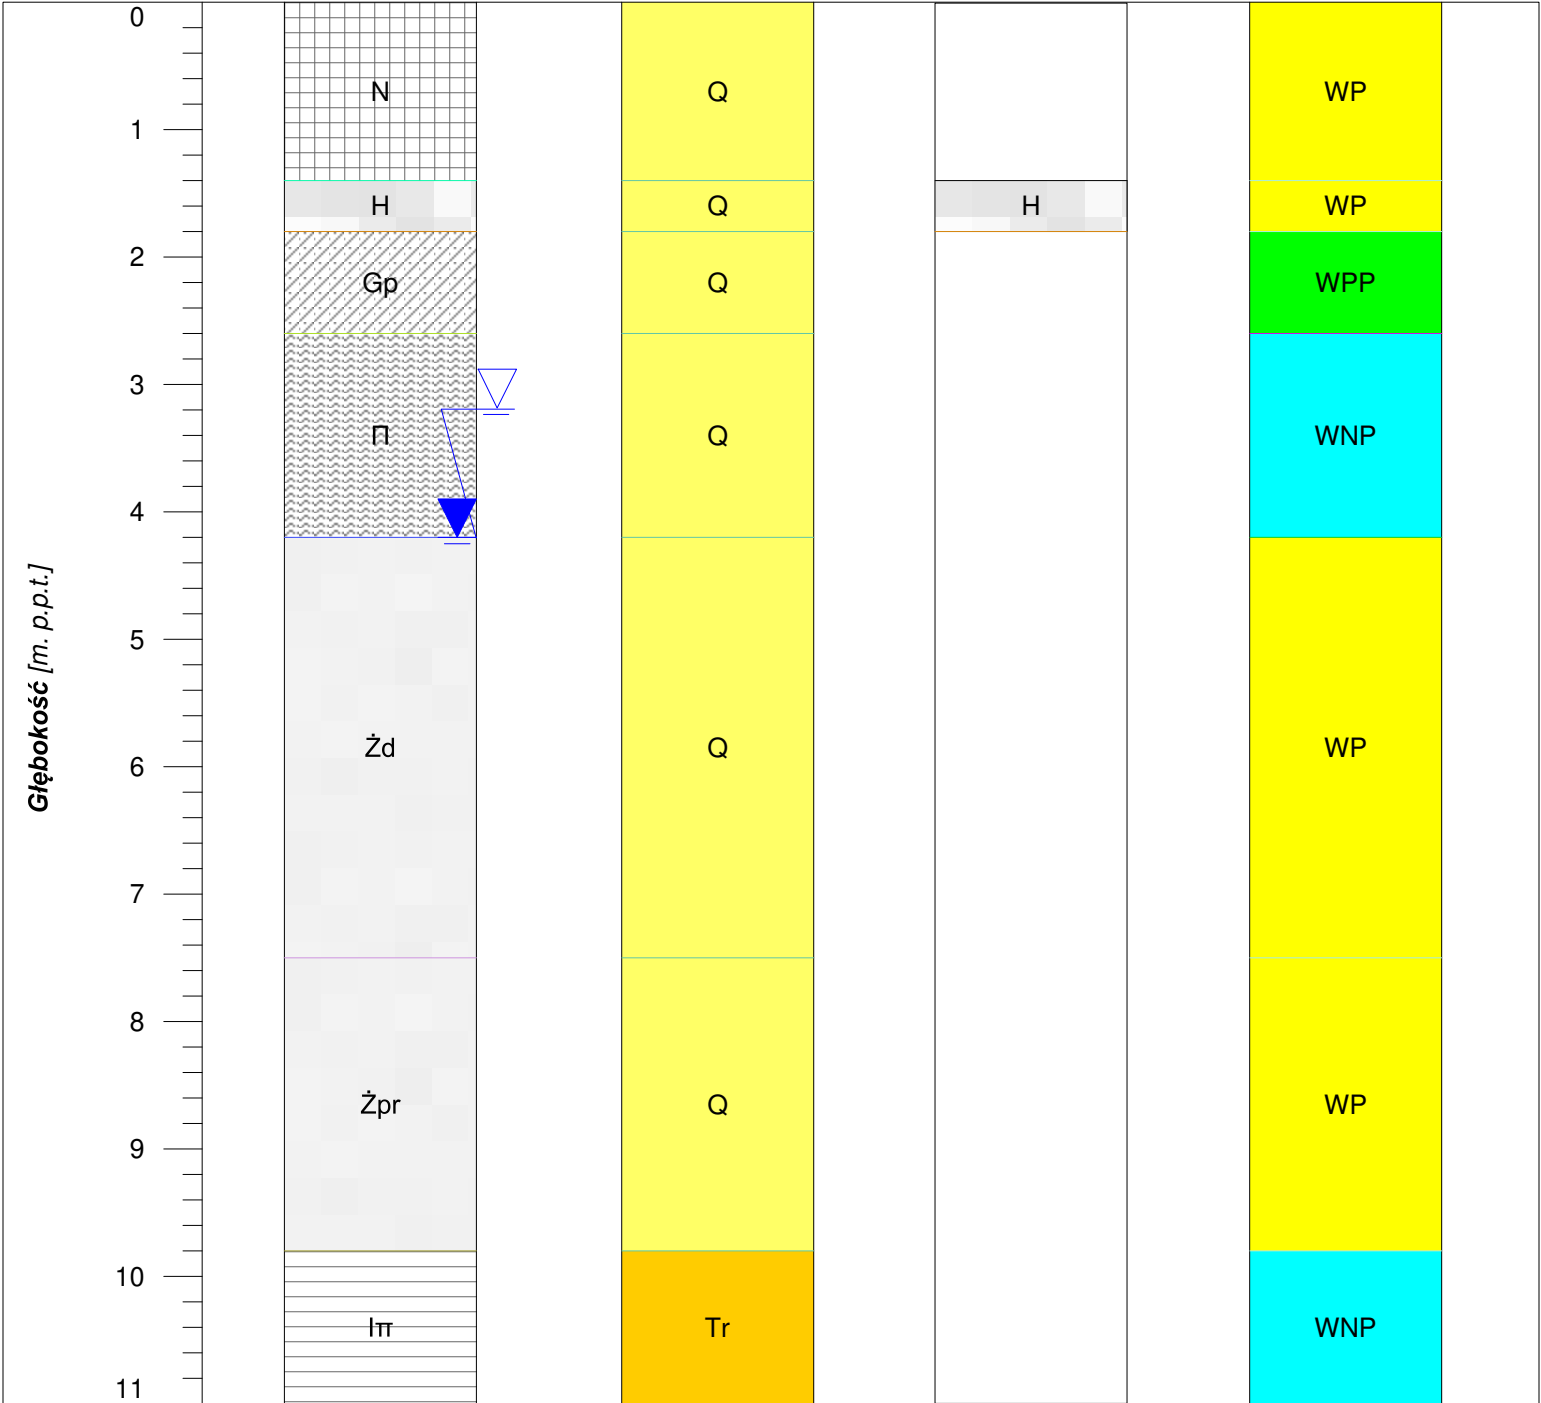 0
N Q WP
1
H Q H WP
2
Gp Q WPP
3
Π Q WNP
4
5
Głębokość [m. p.p.t.]
Żd Q WP
6
7
8
Żpr Q WP
9
10
Iπ Tr WNP
11